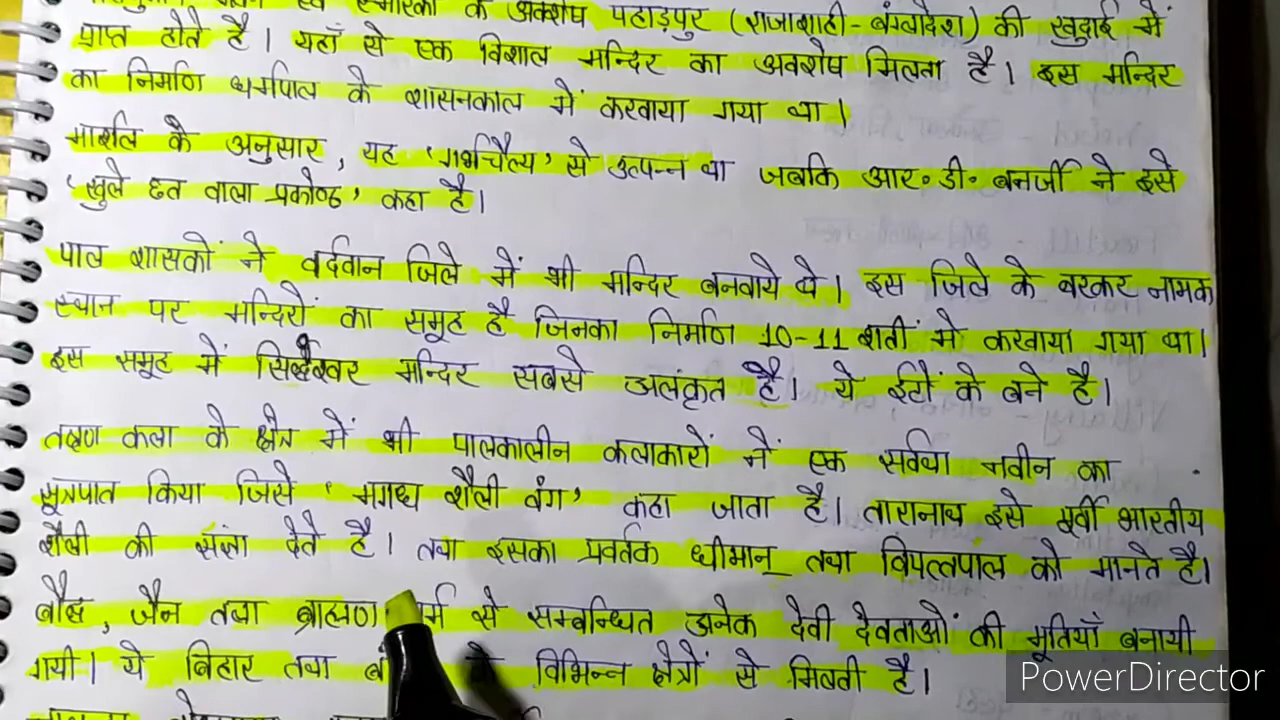 एवं स्मारकों के अवशेष पहाड़पुर (राजाशाही-बंग्लादेश) की खुदाई में
प्राप्त होते है। यहाँ से एक विशाल मन्दिर का अवशेष मिलता है। इस मन्दिर
का निर्माण धर्मपाल के शासनकाल में करवाया गया था।
मार्शल के अनुसार, यह 'गर्भचैत्य' से उत्पन्न था जबकि आर॰ डी॰ बनर्जी ने इसे
'खुले छत वाला प्रकोष्ठ' कहा है।
पाल शासकों ने वर्दवान जिले में भी मन्दिर बनवाये थे। इस जिले के वरकर नामक
स्थान पर मन्दिरों का समूह है जिनका निर्माण 10-11 शतीं में करवाया गया था।
इस समूह में सिद्धेश्वर मन्दिर सबसे अलंकृत है। ये ईटों के बने है।
तक्षण कला के क्षेत्र में भी पालकालीन कलाकारों नें एक सर्वथा नवीन का
सूत्रपात किया जिसे 'मगध शैली वंग' कहा जाता है। तारानाथ इसे पूर्वी भारतीय
शैली की संज्ञा देते है। तथा इसका प्रवर्तक धीमान् तथा विपत्तपाल को मानते है।
बौद्ध, जैन तथा ब्राह्मण र्म से सम्बन्धित अनेक देवी देवताओं की मूर्तियाँ बनायी
गयी। ये बिहार तथा के विभिन्न क्षेत्रों से मिलती है।
PowerDirector